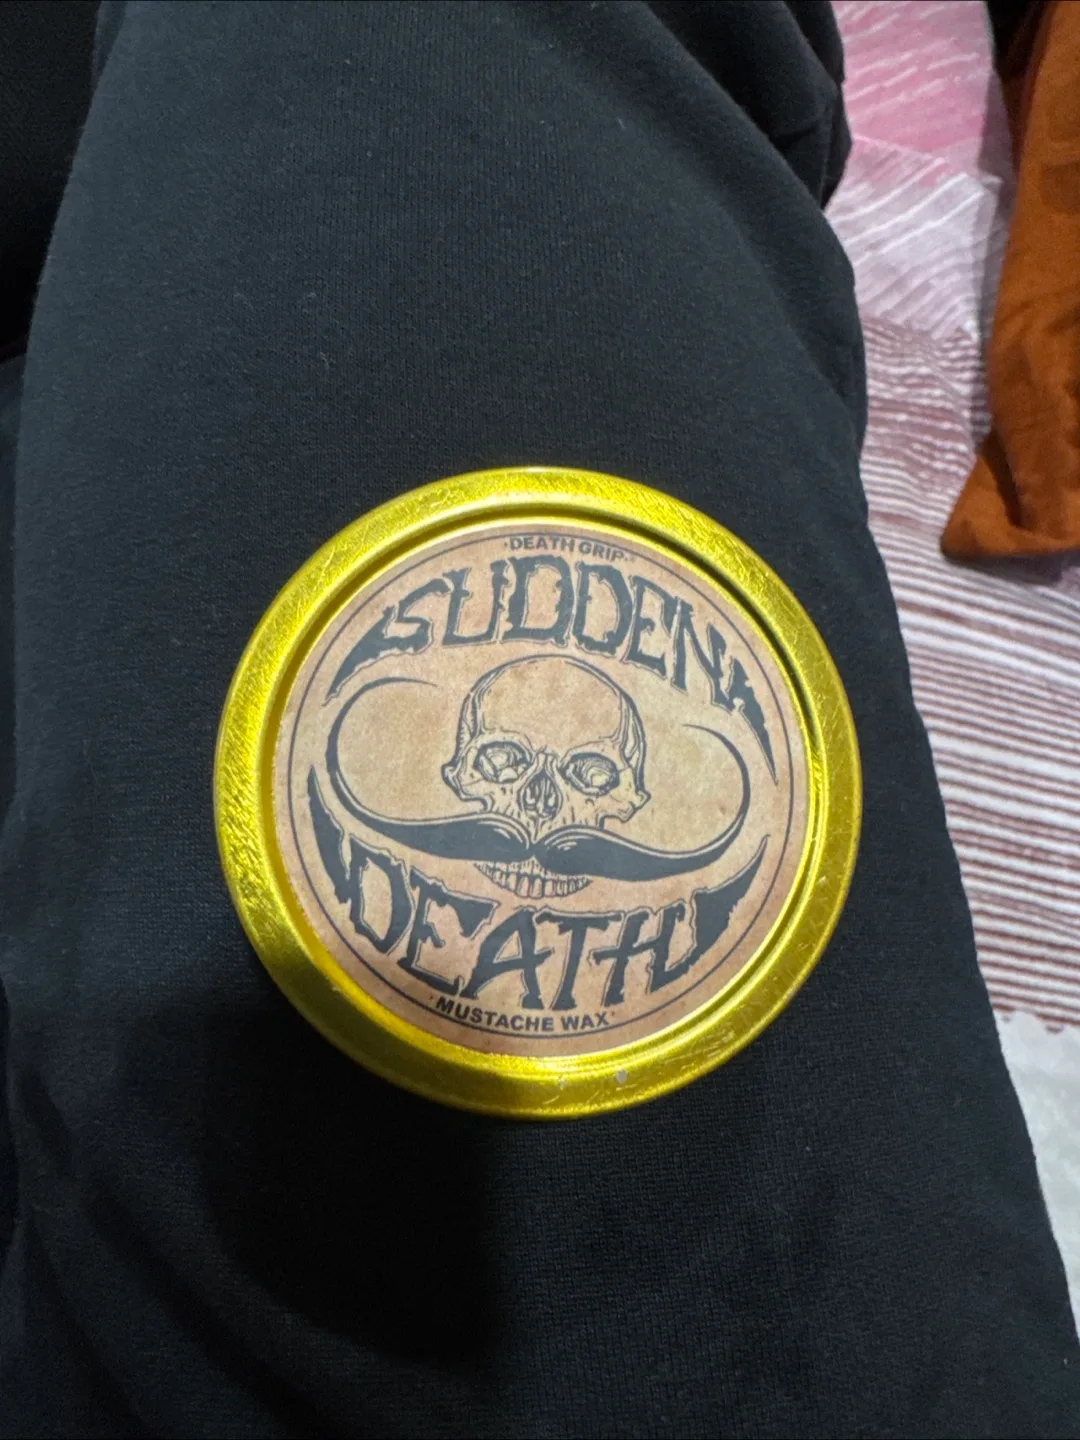 ·DEATH GRIP·
SUDDEN
DEATH
·MUSTACHE WAX·